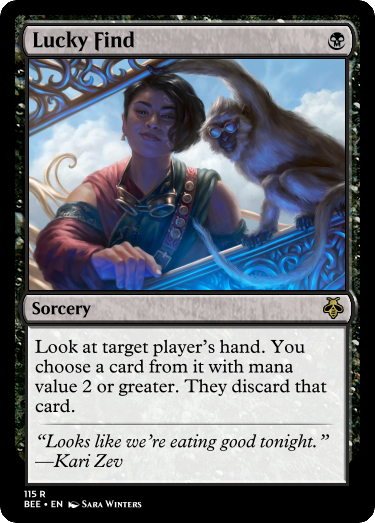 Lucky Find
Sorcery
Look at target player's hand. You
choose a card from it with mana
value 2 or greater. They discard that
card.
"Looks like we're eating good tonight."
—Kari Zev
115 R
BEE • EN Sara Winters